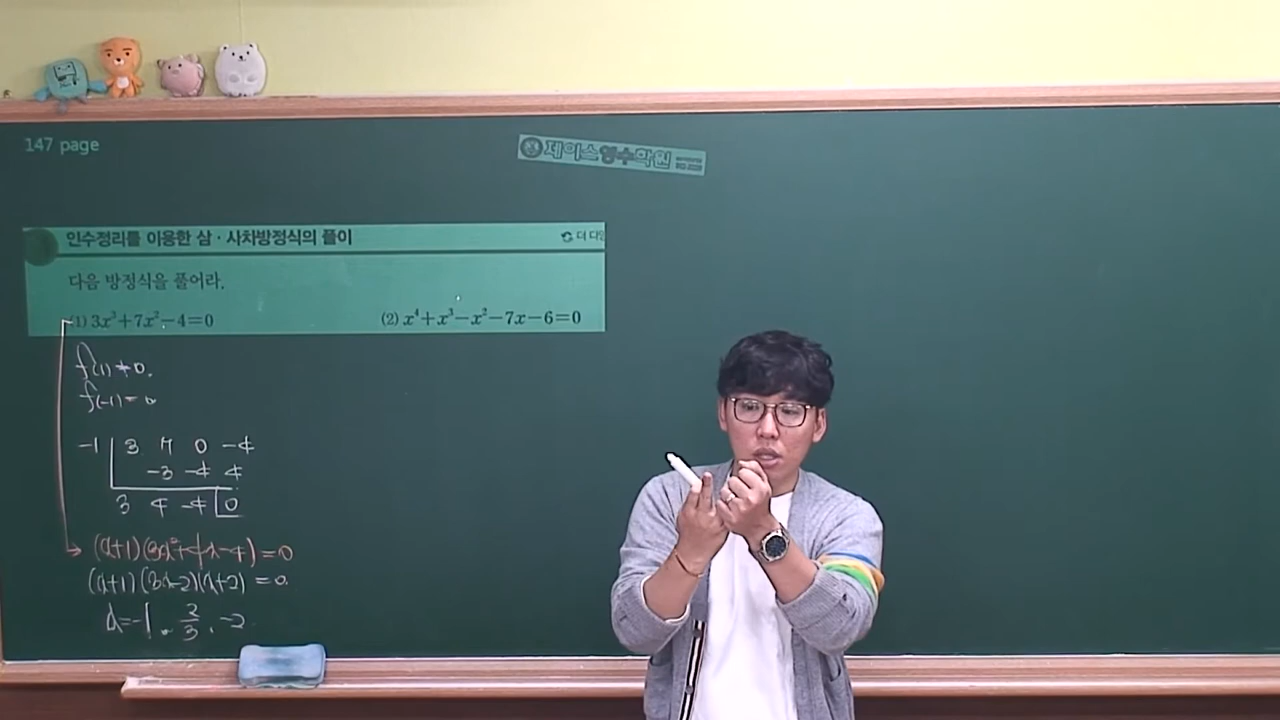 147 page
제이스영수학원
인수정리를 이용한 삼·사차방정식의 풀이
더 다양
다음 방정식을 풀어라.
(1) 3x³+7x²-4=0 (2) x⁴+x³-x²-7x-6=0
f(1)≠0.
f(-1)=0
-1 3 7 0 -4
-3 -4 4
3 4 -4 0
(x+1)(3x²+4x-4)=0
(x+1)(3x-2)(x+2)=0.
x=-1, 2/3, -2